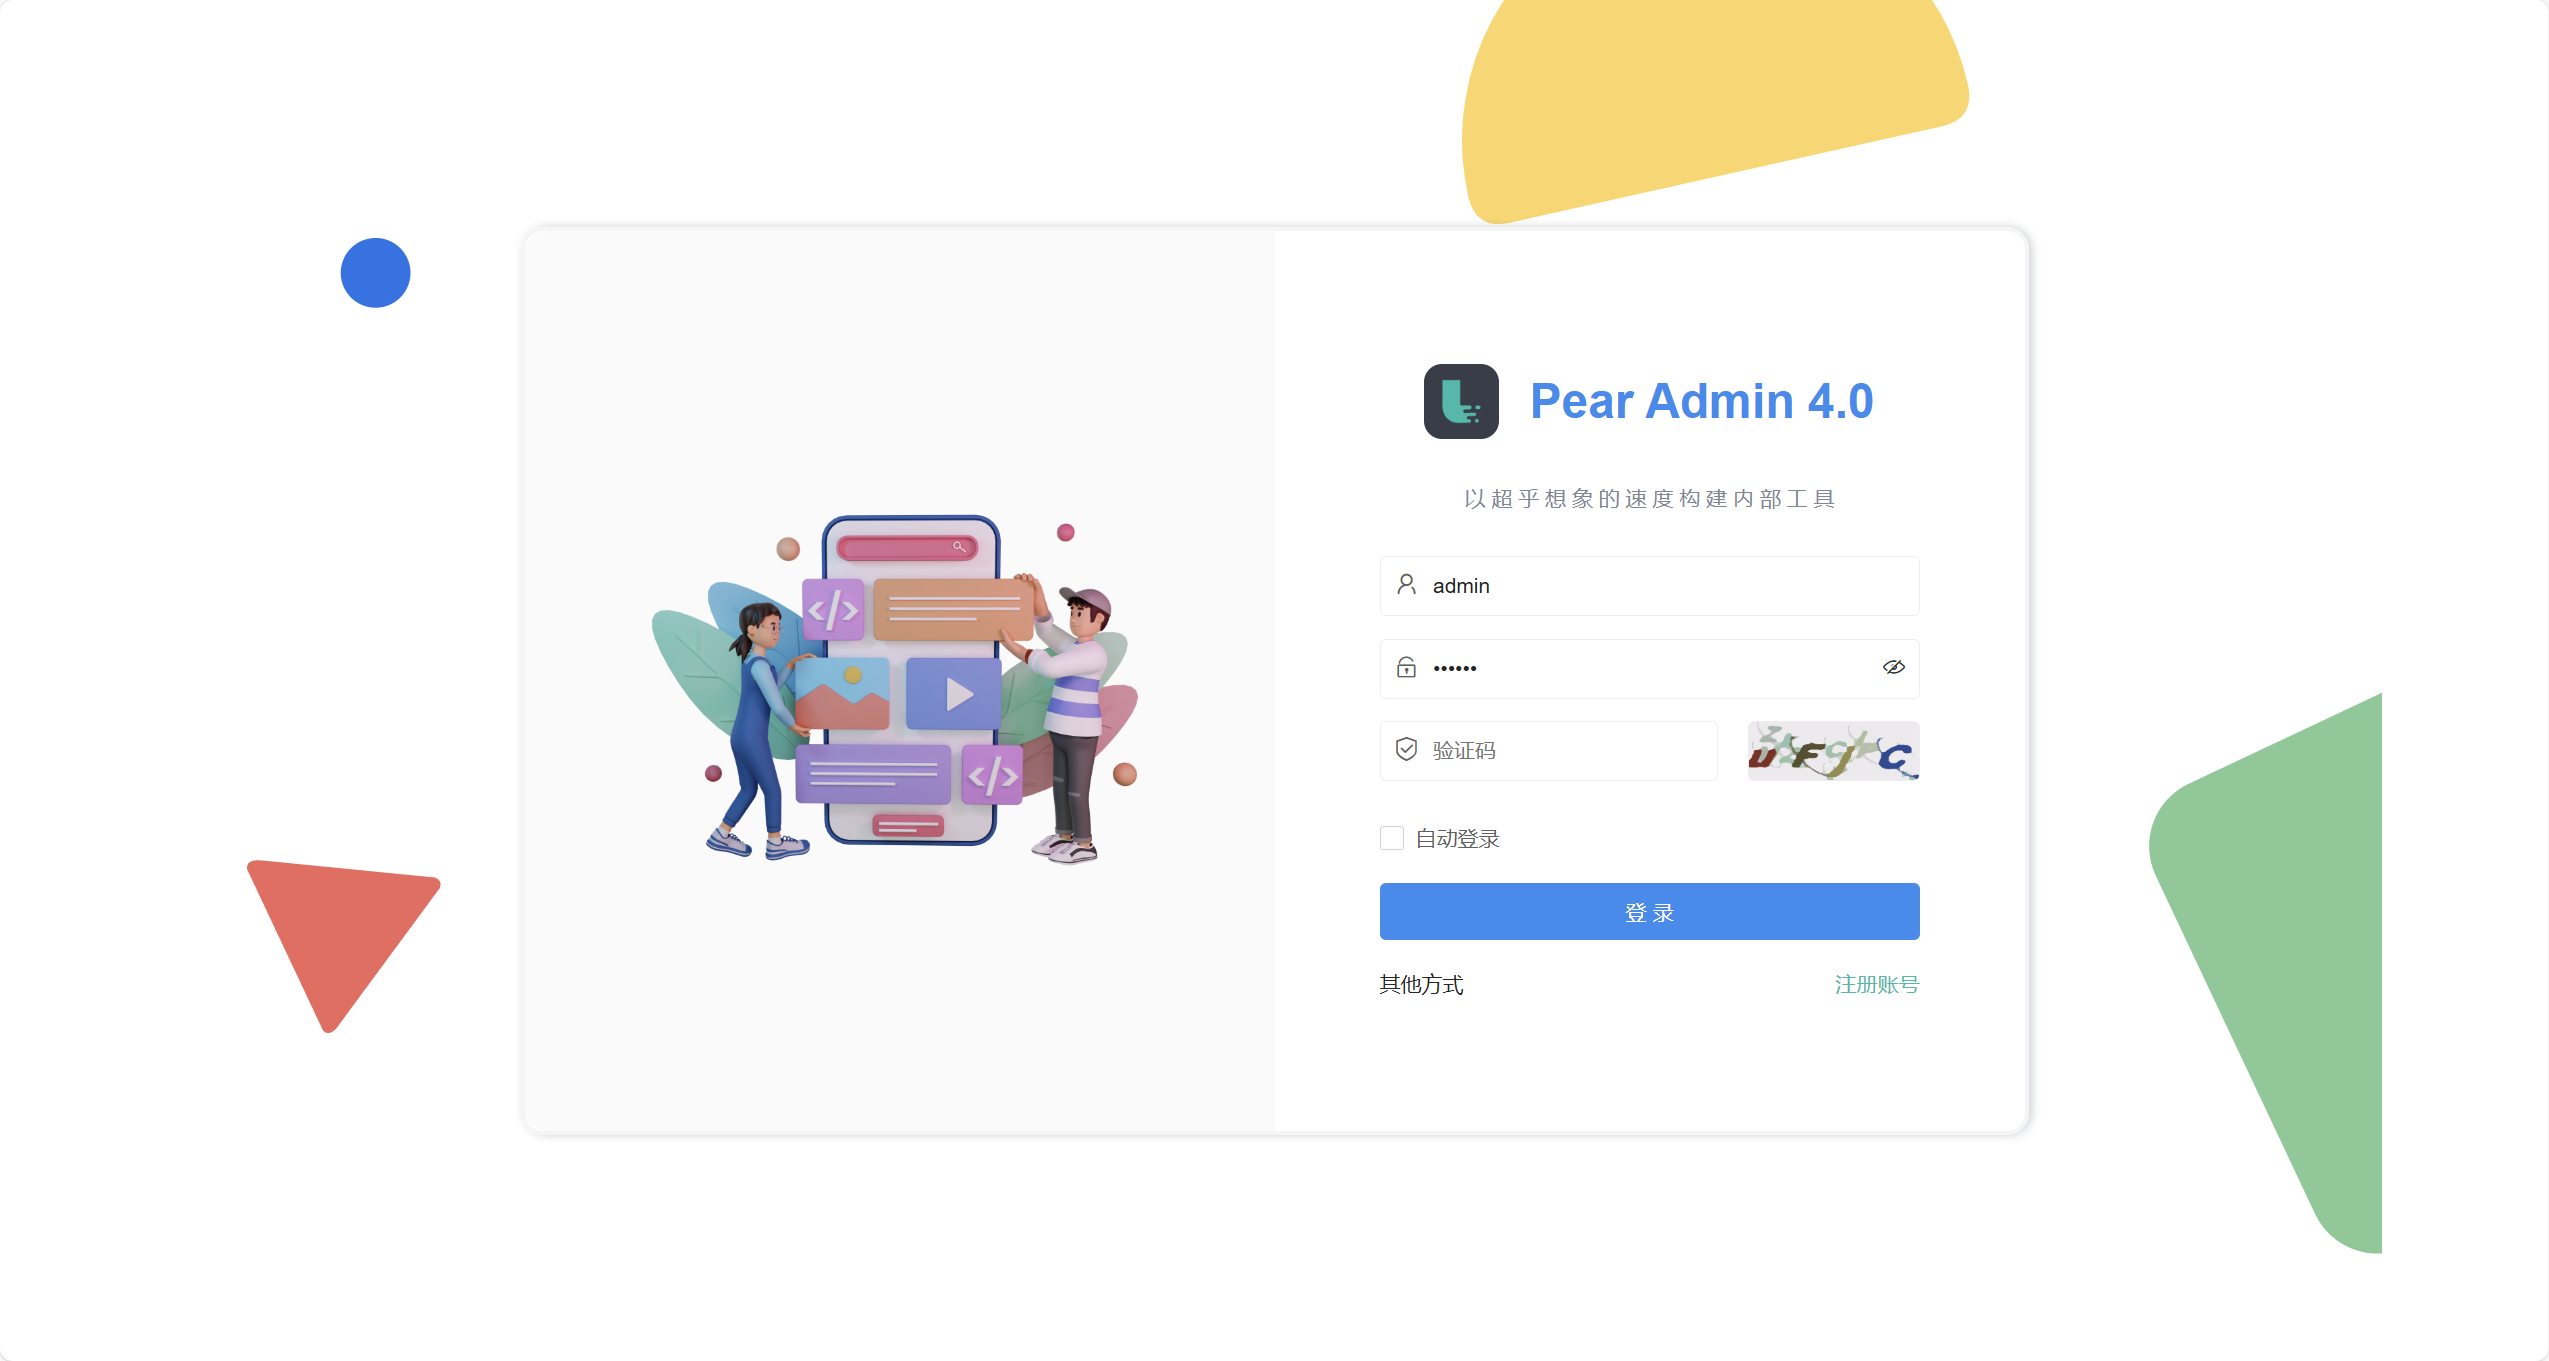 Pear Admin 4.0
以超乎想象的速度构建内部工具
admin
••••••
验证码
自动登录
登 录
其他方式
注册账号